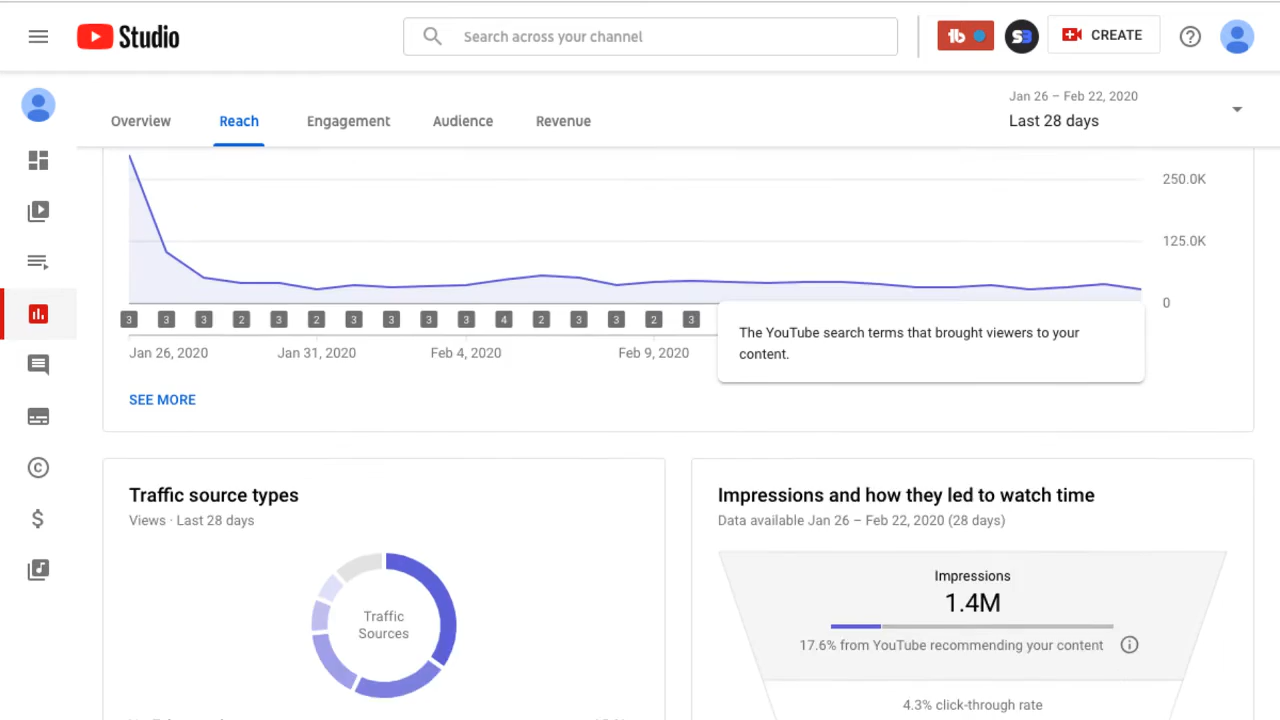 Studio
Search across your channel
CREATE
Overview
Reach
Engagement
Audience
Revenue
Jan 26 – Feb 22, 2020
Last 28 days
250.0K
125.0K
0
3 3 3 2 3 2 3 3 3 3 4 2 3 3 2 3
Jan 26, 2020
Jan 31, 2020
Feb 4, 2020
Feb 9, 2020
The YouTube search terms that brought viewers to your
content.
SEE MORE
Traffic source types
Views · Last 28 days
Traffic
Sources
Impressions and how they led to watch time
Data available Jan 26 – Feb 22, 2020 (28 days)
Impressions
1.4M
17.6% from YouTube recommending your content
4.3% click-through rate